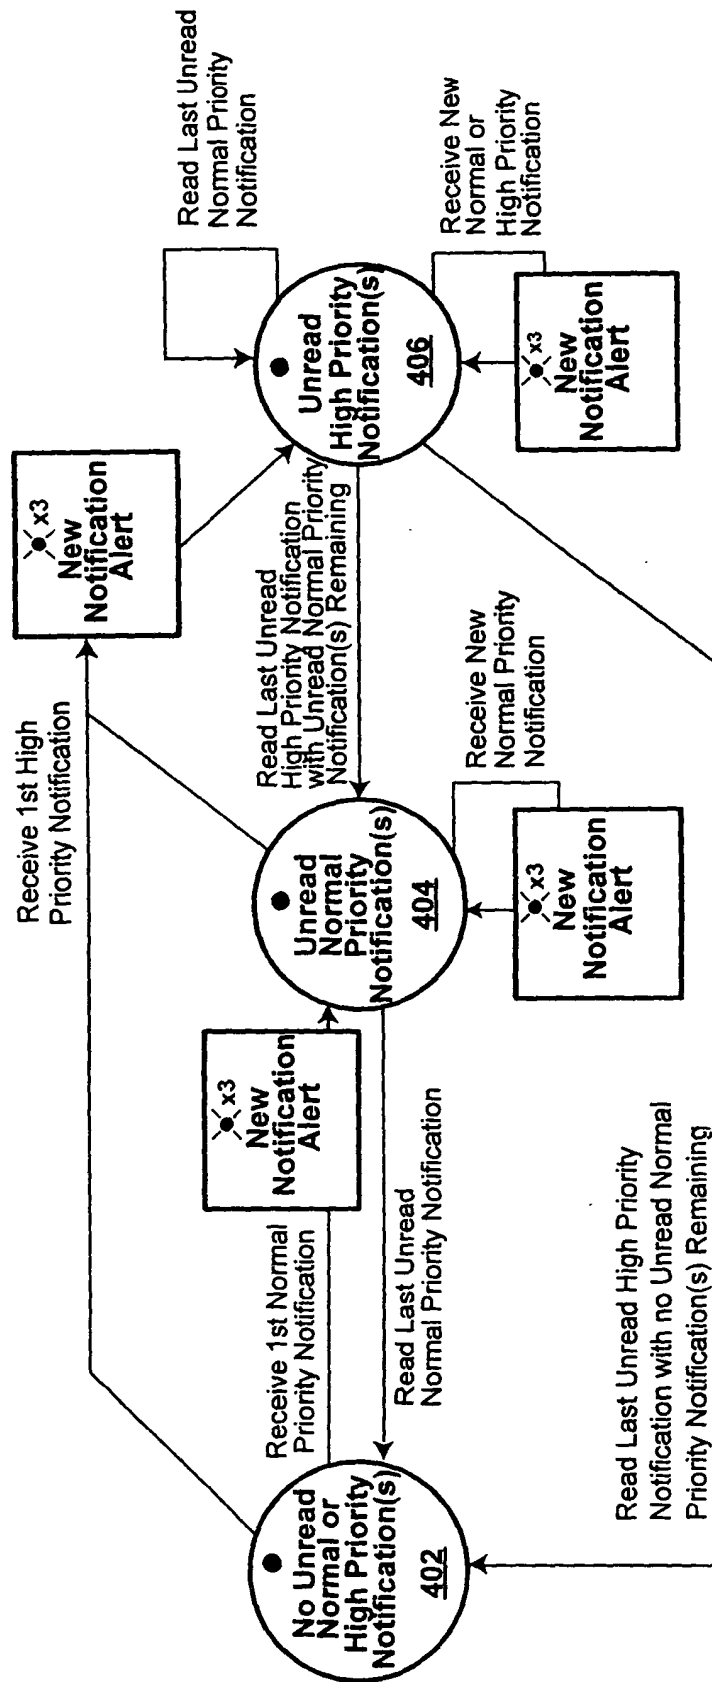 Receive 1st High
Priority Notification
x3
New
Notification
Alert
Read Last Unread
Normal Priority
Notification
No Unread
Normal or
High Priority
Notification(s)
402
Receive 1st Normal
Priority Notification
x3
New
Notification
Alert
Read Last Unread
Normal Priority Notification
Unread
Normal
Priority
Notification(s)
404
Read Last Unread
High Priority Notification
with Unread Normal Priority
Notification(s) Remaining
Unread
High Priority
Notification(s)
406
Receive New
Normal Priority
Notification
x3
New
Notification
Alert
Receive New
Normal or
High Priority
Notification
x3
New
Notification
Alert
Read Last Unread High Priority
Notification with no Unread Normal
Priority Notification(s) Remaining